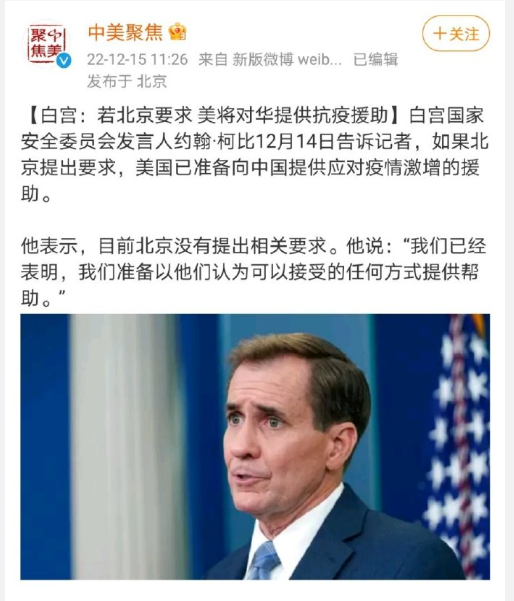 中美聚焦
聚中
焦美
+关注
22-12-15 11:26 来自 新版微博 weib... 已编辑
发布于 北京
【白宫：若北京要求 美将对华提供抗疫援助】白宫国家
安全委员会发言人约翰·柯比12月14日告诉记者，如果北
京提出要求，美国已准备向中国提供应对疫情激增的援
助。
他表示，目前北京没有提出相关要求。他说：“我们已经
表明，我们准备以他们认为可以接受的任何方式提供帮
助。”